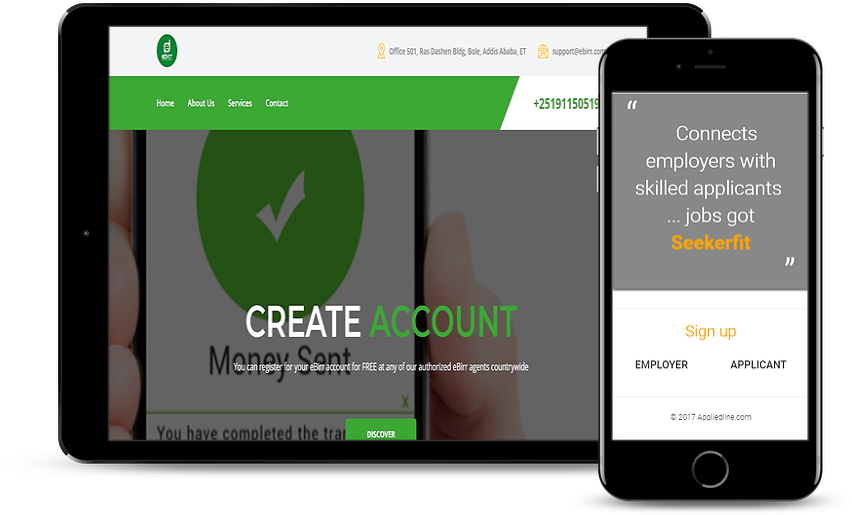 eBirr
Office 501, Ras Dashen Bldg, Bole, Addis Ababa, ET
support@ebirr.com
Home About Us Services Contact
+25191150519
CREATE ACCOUNT
Money Sent
You can register for your eBirr account for FREE at any of our authorized eBirr agents countrywide
X
You have completed the tra
DISCOVER
“
Connects
employers with
skilled applicants
... jobs got
Seekerfit
”
Sign up
EMPLOYER APPLICANT
© 2017 Appliedline.com